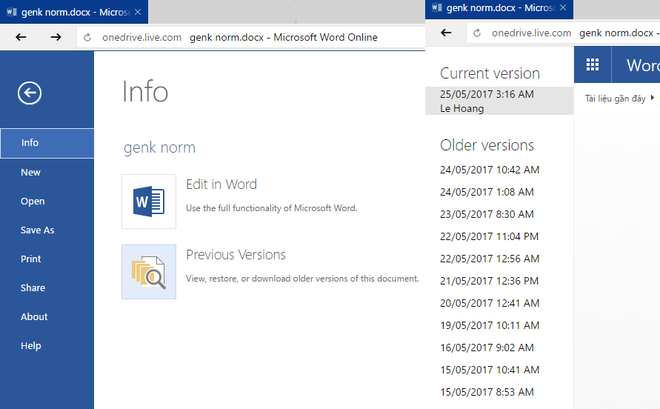 genk norm.docx - Micros
onedrive.live.com genk norm.docx - Microsoft Word Online
Info
New
Open
Save As
Print
Share
About
Help
Info
genk norm
Edit in Word
Use the full functionality of Microsoft Word.
Previous Versions
View, restore, or download older versions of this document.
genk norm.docx - Micros
onedrive.live.com genk norm.do
Word
Tài liệu gần đây
Current version
25/05/2017 3:16 AM
Le Hoang
Older versions
24/05/2017 10:42 AM
24/05/2017 1:08 AM
23/05/2017 8:30 AM
22/05/2017 11:04 PM
22/05/2017 12:56 AM
21/05/2017 12:36 PM
20/05/2017 12:41 AM
19/05/2017 10:11 AM
16/05/2017 9:02 AM
15/05/2017 10:41 AM
15/05/2017 8:53 AM